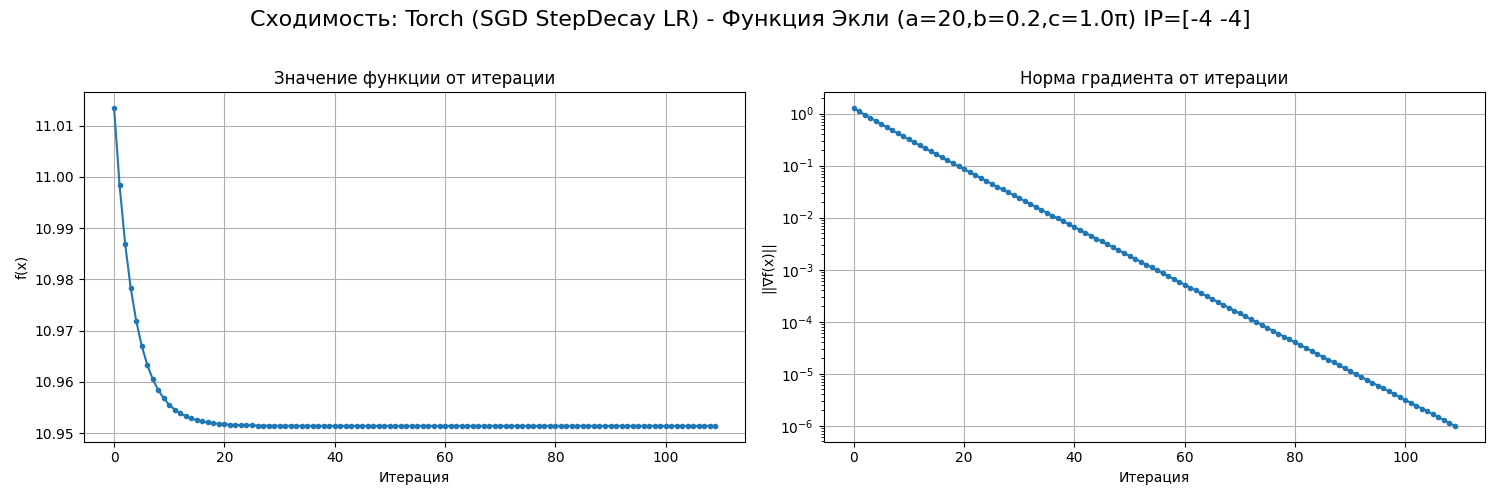 Сходимость: Torch (SGD StepDecay LR) - Функция Экли (a=20,b=0.2,c=1.0π) IP=[-4 -4]
Значение функции от итерации
f(x)
11.01
11.00
10.99
10.98
10.97
10.96
10.95
0 20 40 60 80 100
Итерация
Норма градиента от итерации
||∇f(x)||
10⁰
10⁻¹
10⁻²
10⁻³
10⁻⁴
10⁻⁵
10⁻⁶
0 20 40 60 80 100
Итерация